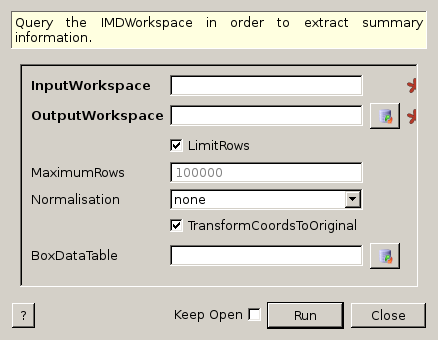 Query the IMDWorkspace in order to extract summary
information.
InputWorkspace
OutputWorkspace
LimitRows
MaximumRows 100000
Normalisation none
TransformCoordsToOriginal
BoxDataTable
? Keep Open Run Close